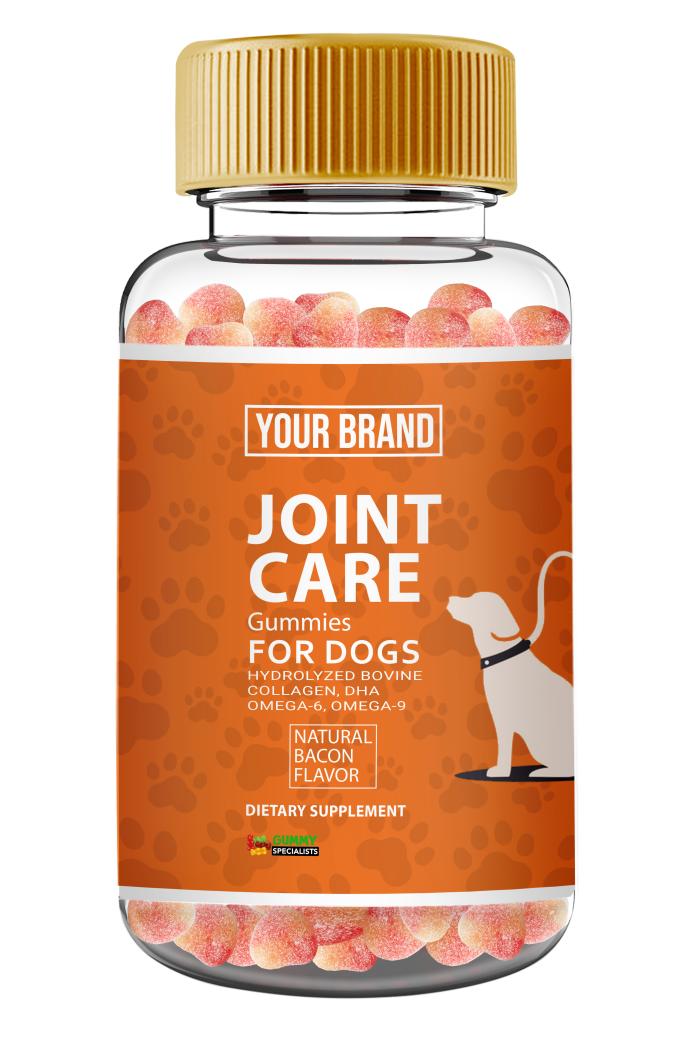 YOUR BRAND
JOINT
CARE
Gummies
FOR DOGS
HYDROLYZED BOVINE
COLLAGEN, DHA
OMEGA-6, OMEGA-9
NATURAL
BACON
FLAVOR
DIETARY SUPPLEMENT
GUMMY
SPECIALISTS